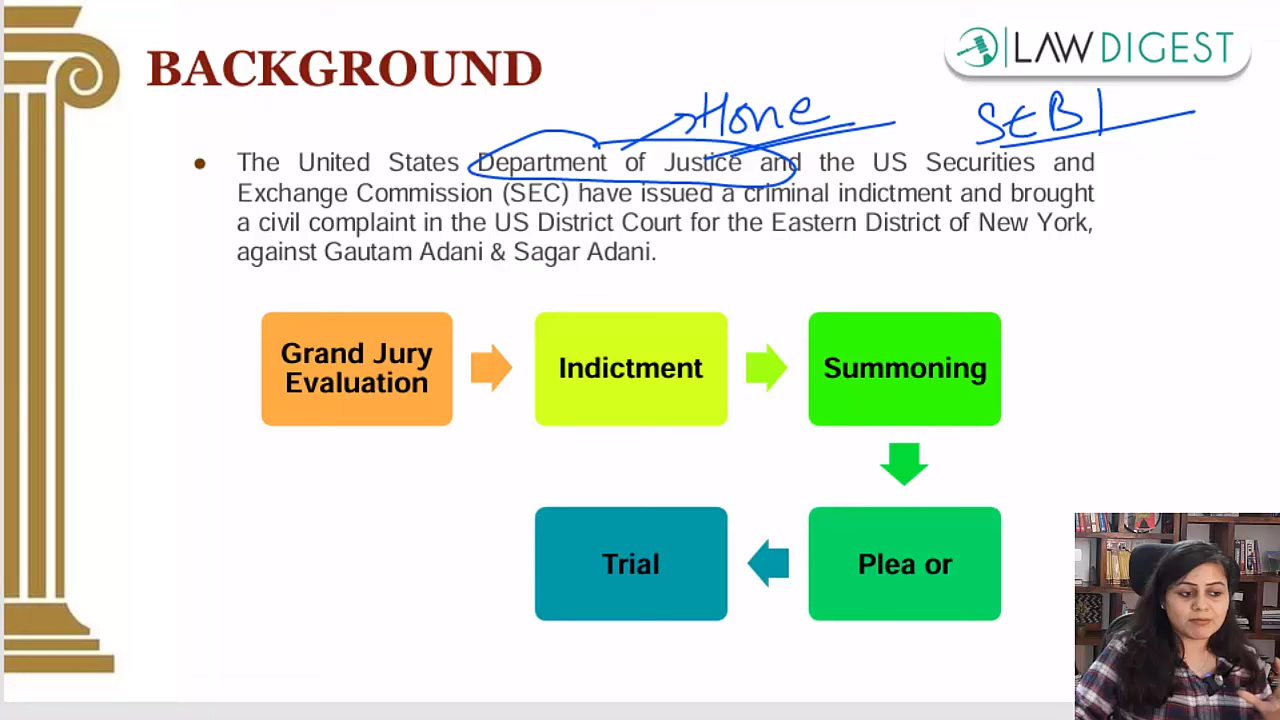 BACKGROUND
LAWDIGEST
Home
SEBI
● The United States Department of Justice and the US Securities and
Exchange Commission (SEC) have issued a criminal indictment and brought
a civil complaint in the US District Court for the Eastern District of New York,
against Gautam Adani & Sagar Adani.
Grand Jury
Evaluation
Indictment
Summoning
Plea or
Trial